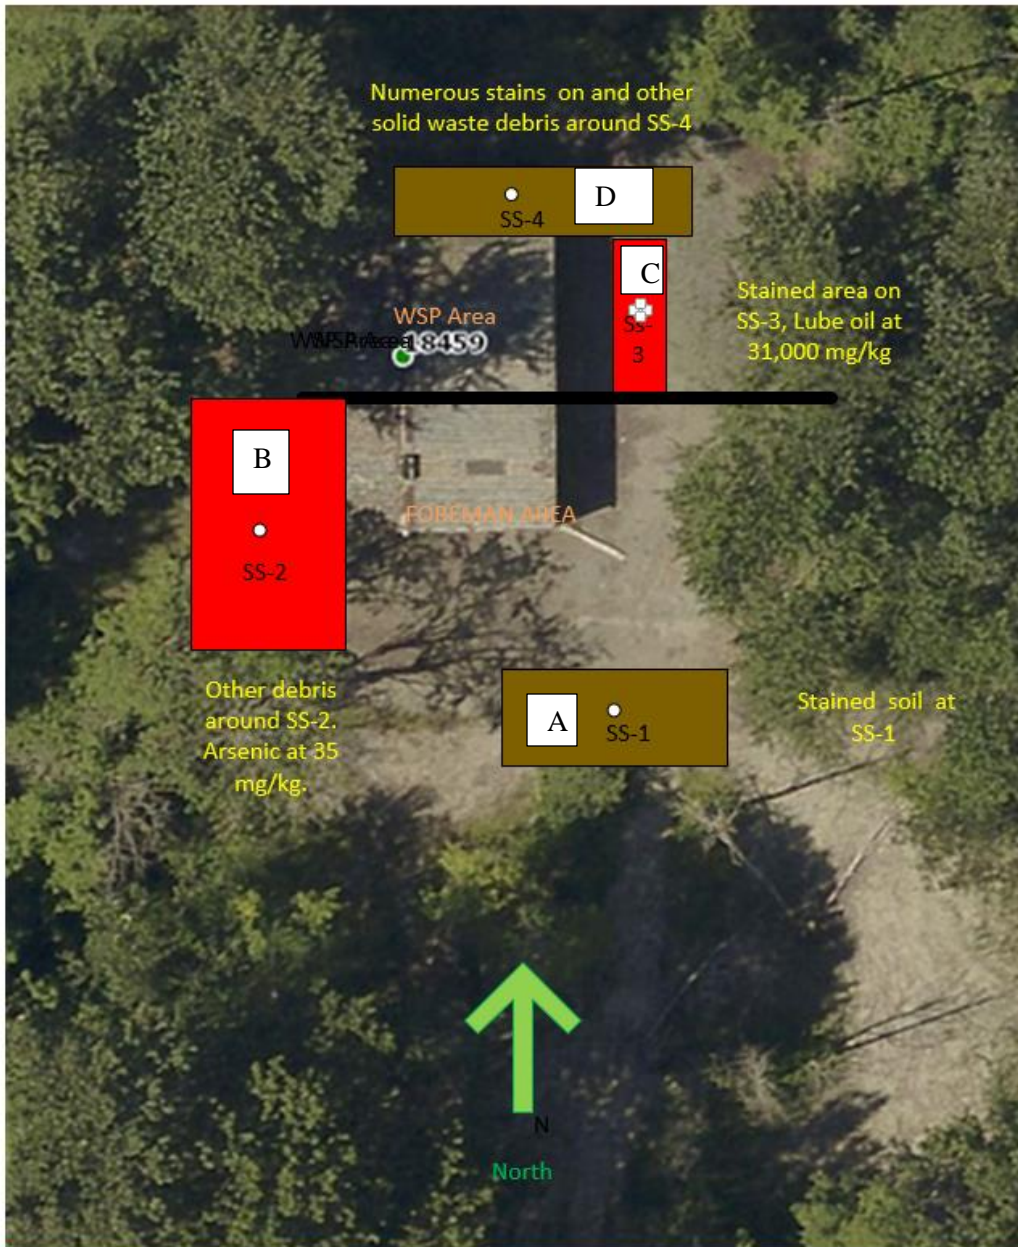 Numerous stains on and other
solid waste debris around SS-4
D
SS-4
C
Stained area on
SS-3, Lube oil at
31,000 mg/kg
WSP Area
18459
Ss-
3
B
FOREMAN AREA
SS-2
Other debris
around SS-2.
Arsenic at 35
mg/kg.
A
SS-1
Stained soil at
SS-1
N
North